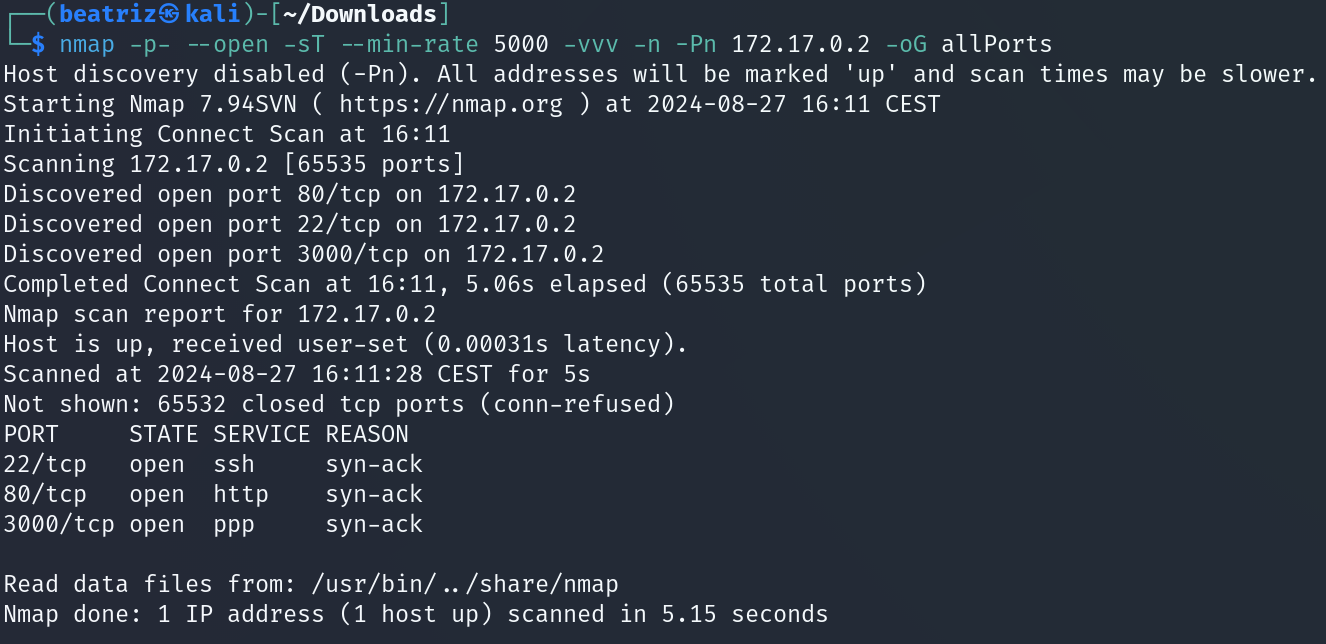 ┌──(beatriz㉿kali)-[~/Downloads]
└─$ nmap -p- --open -sT --min-rate 5000 -vvv -n -Pn 172.17.0.2 -oG allPorts
Host discovery disabled (-Pn). All addresses will be marked 'up' and scan times may be slower.
Starting Nmap 7.94SVN ( https://nmap.org ) at 2024-08-27 16:11 CEST
Initiating Connect Scan at 16:11
Scanning 172.17.0.2 [65535 ports]
Discovered open port 80/tcp on 172.17.0.2
Discovered open port 22/tcp on 172.17.0.2
Discovered open port 3000/tcp on 172.17.0.2
Completed Connect Scan at 16:11, 5.06s elapsed (65535 total ports)
Nmap scan report for 172.17.0.2
Host is up, received user-set (0.00031s latency).
Scanned at 2024-08-27 16:11:28 CEST for 5s
Not shown: 65532 closed tcp ports (conn-refused)
PORT     STATE SERVICE REASON
22/tcp   open  ssh     syn-ack
80/tcp   open  http    syn-ack
3000/tcp open  ppp     syn-ack

Read data files from: /usr/bin/../share/nmap
Nmap done: 1 IP address (1 host up) scanned in 5.15 seconds